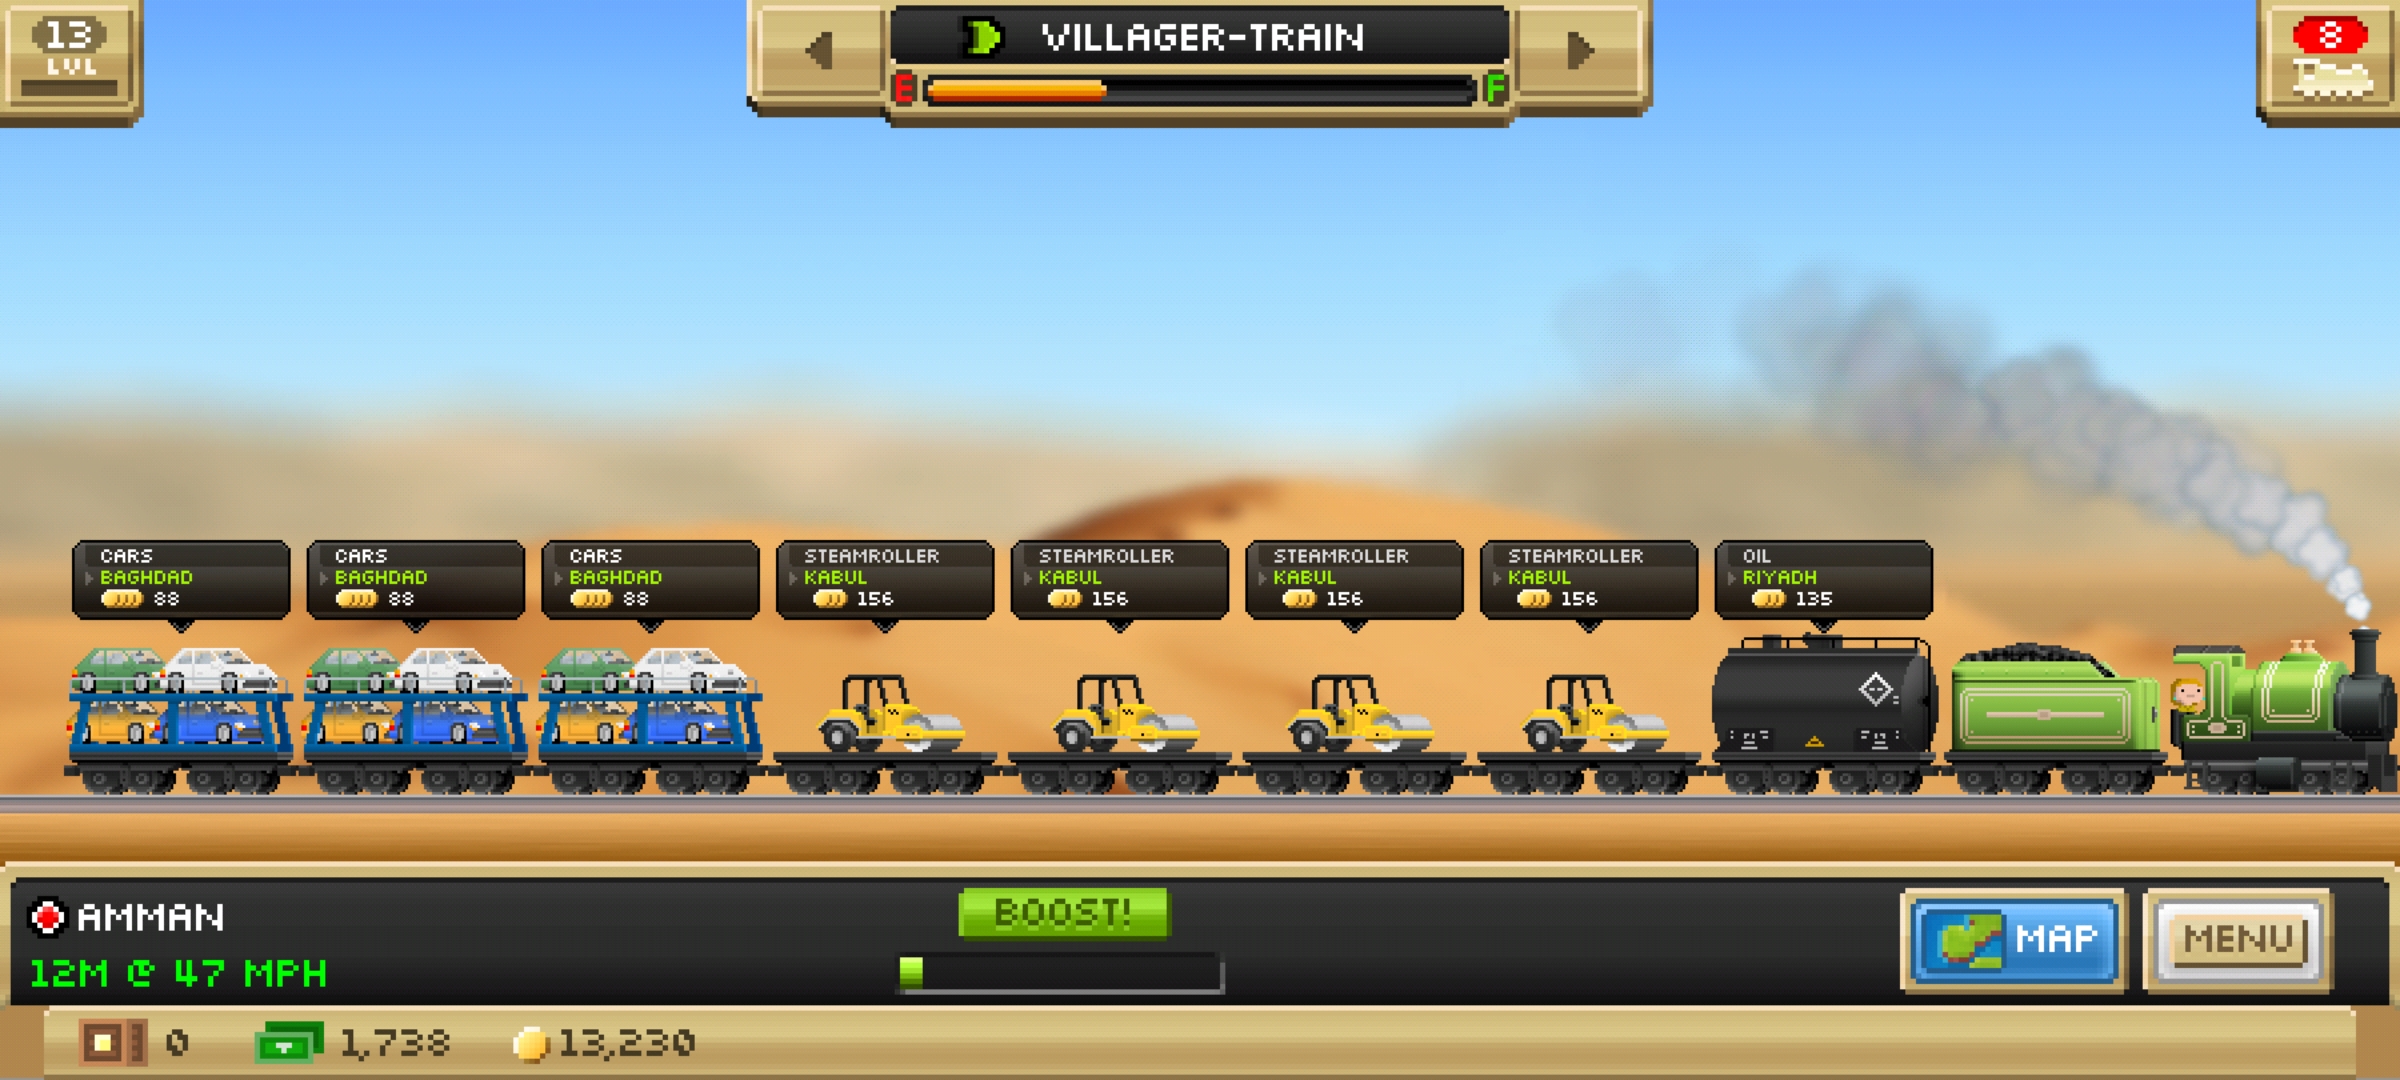 13
LVL
VILLAGER-TRAIN
8
E F
CARS
BAGHDAD
88
CARS
BAGHDAD
88
CARS
BAGHDAD
88
STEAMROLLER
KABUL
156
STEAMROLLER
KABUL
156
STEAMROLLER
KABUL
156
STEAMROLLER
KABUL
156
OIL
RIYADH
135
AMMAN
12M @ 47 MPH
BOOST!
MAP
MENU
0 1,738 13,230